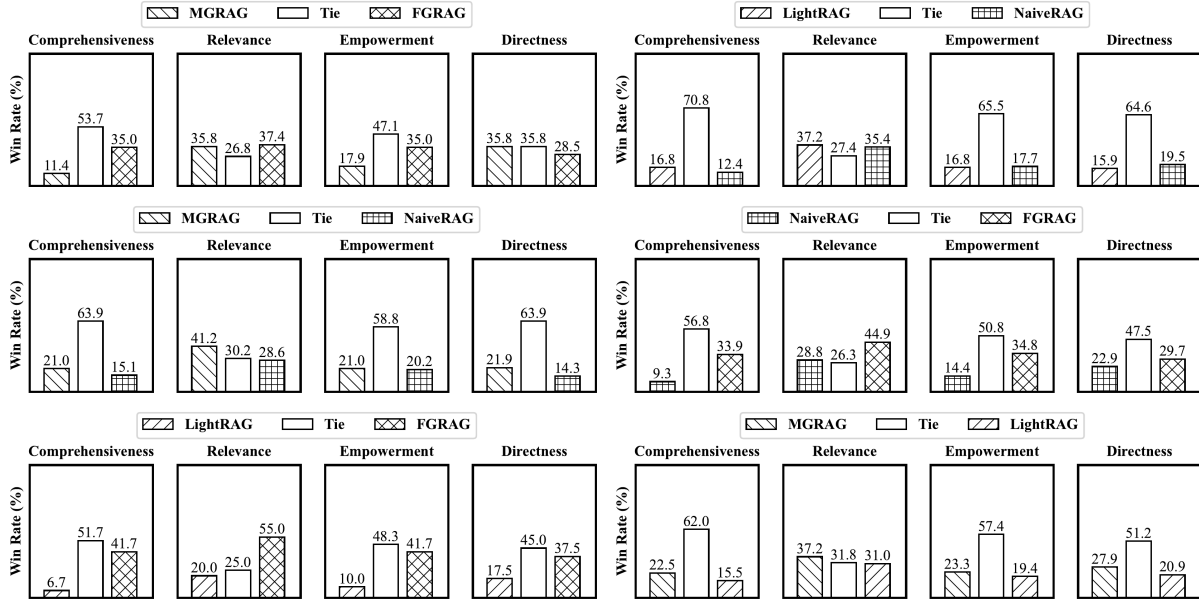 MGRAG Tie FGRAG
Comprehensiveness Relevance Empowerment Directness
Win Rate (%)
11.4 53.7 35.0
35.8 26.8 37.4
17.9 47.1 35.0
35.8 35.8 28.5
LightRAG Tie NaiveRAG
Comprehensiveness Relevance Empowerment Directness
Win Rate (%)
16.8 70.8 12.4
37.2 27.4 35.4
16.8 65.5 17.7
15.9 64.6 19.5
MGRAG Tie NaiveRAG
Comprehensiveness Relevance Empowerment Directness
Win Rate (%)
21.0 63.9 15.1
41.2 30.2 28.6
21.0 58.8 20.2
21.9 63.9 14.3
NaiveRAG Tie FGRAG
Comprehensiveness Relevance Empowerment Directness
Win Rate (%)
9.3 56.8 33.9
28.8 26.3 44.9
14.4 50.8 34.8
22.9 47.5 29.7
LightRAG Tie FGRAG
Comprehensiveness Relevance Empowerment Directness
Win Rate (%)
6.7 51.7 41.7
20.0 25.0 55.0
10.0 48.3 41.7
17.5 45.0 37.5
MGRAG Tie LightRAG
Comprehensiveness Relevance Empowerment Directness
Win Rate (%)
22.5 62.0 15.5
37.2 31.8 31.0
23.3 57.4 19.4
27.9 51.2 20.9